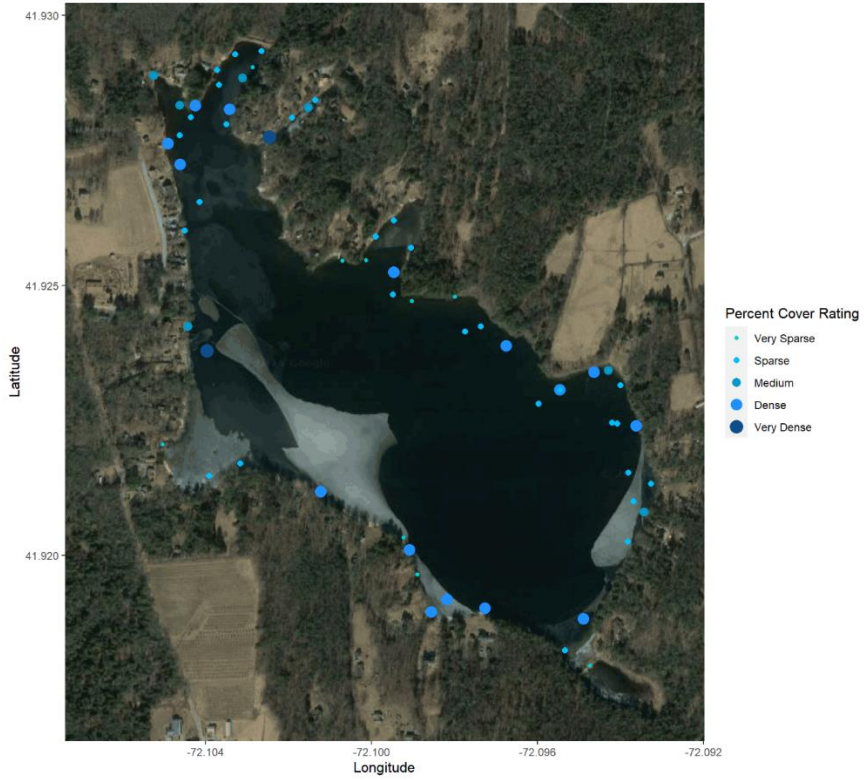 41.930
41.925
41.920
Latitude
-72.104
-72.100
-72.096
-72.092
Longitude
Percent Cover Rating
Very Sparse
Sparse
Medium
Dense
Very Dense